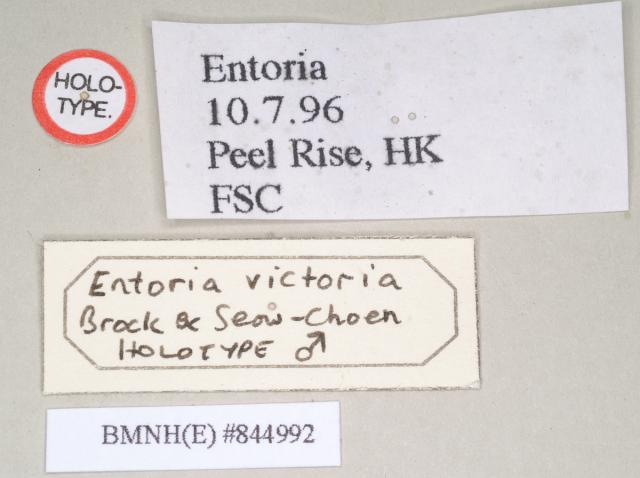 HOLO-
TYPE.
Entoria
10.7.96
Peel Rise, HK
FSC
Entoria victoria
Brock & Seow-Choen
HOLOTYPE ♂
BMNH(E) #844992